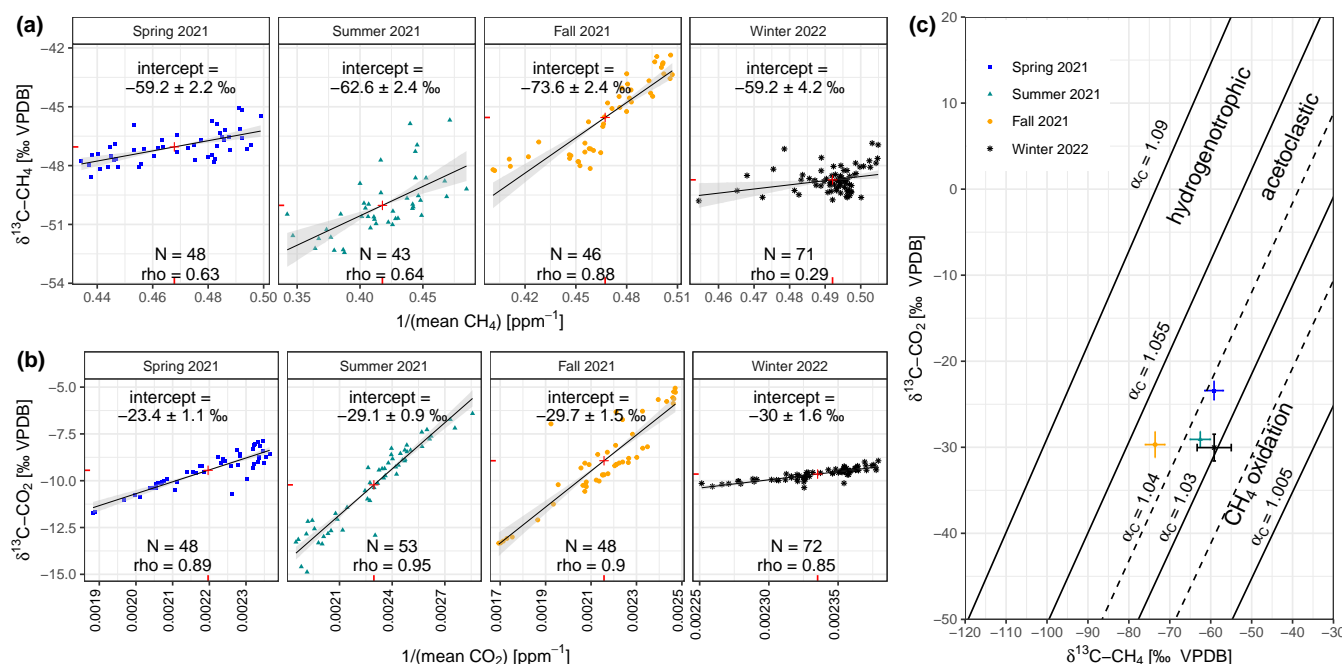 (a)
Spring 2021
Summer 2021
Fall 2021
Winter 2022
intercept =
−59.2 ± 2.2 ‰
intercept =
−62.6 ± 2.4 ‰
intercept =
−73.6 ± 2.4 ‰
intercept =
−59.2 ± 4.2 ‰
N = 48
rho = 0.63
N = 43
rho = 0.64
N = 46
rho = 0.88
N = 71
rho = 0.29
−42
−45
−48
−51
−54
δ¹³C−CH₄ [‰ VPDB]
0.44 0.46 0.48 0.50
0.35 0.40 0.45
0.42 0.45 0.48 0.51
0.46 0.47 0.48 0.49 0.50
1/(mean CH₄) [ppm⁻¹]
(b)
Spring 2021
Summer 2021
Fall 2021
Winter 2022
intercept =
−23.4 ± 1.1 ‰
intercept =
−29.1 ± 0.9 ‰
intercept =
−29.7 ± 1.5 ‰
intercept =
−30 ± 1.6 ‰
N = 48
rho = 0.89
N = 53
rho = 0.95
N = 48
rho = 0.9
N = 72
rho = 0.85
−5.0
−7.5
−10.0
−12.5
−15.0
δ¹³C−CO₂ [‰ VPDB]
0.0019 0.0020 0.0021 0.0022 0.0023
0.0021 0.0024 0.0027
0.0017 0.0019 0.0021 0.0023 0.0025
0.00225 0.00230 0.00235
1/(mean CO₂) [ppm⁻¹]
(c)
Spring 2021
Summer 2021
Fall 2021
Winter 2022
hydrogenotrophic
acetoclastic
CH₄ oxidation
αC = 1.09
αC = 1.055
αC = 1.04
αC = 1.03
αC = 1.005
20
10
0
−10
−20
−30
−40
−50
δ¹³C−CO₂ [‰ VPDB]
−120 −110 −100 −90 −80 −70 −60 −50 −40 −30
δ¹³C−CH₄ [‰ VPDB]